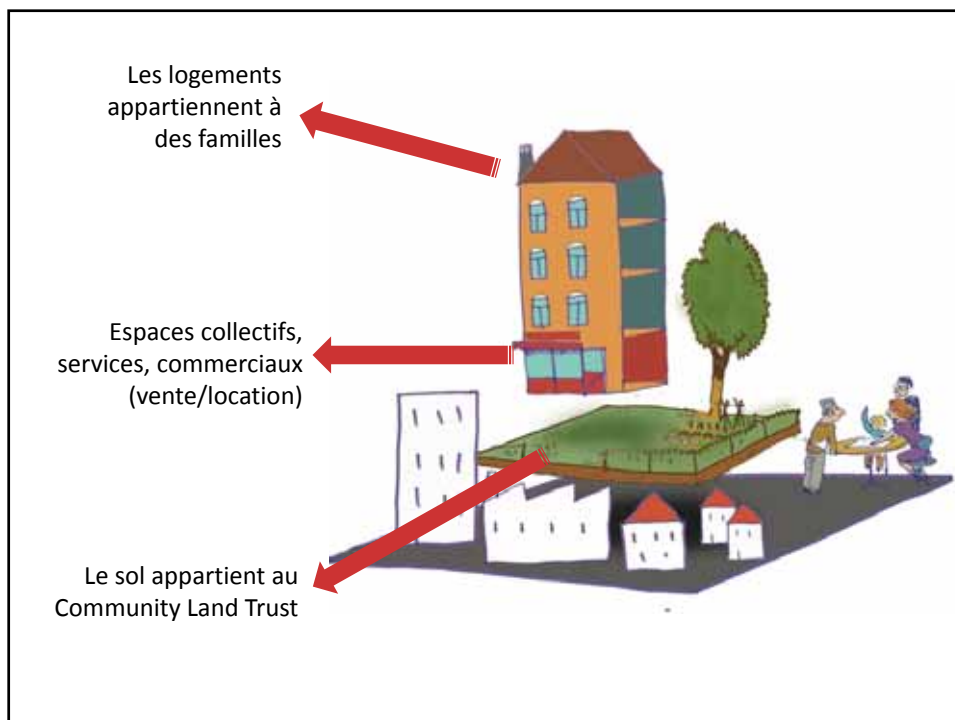 Les logements
appartiennent à
des familles
Espaces collectifs,
services, commerciaux
(vente/location)
Le sol appartient au
Community Land Trust